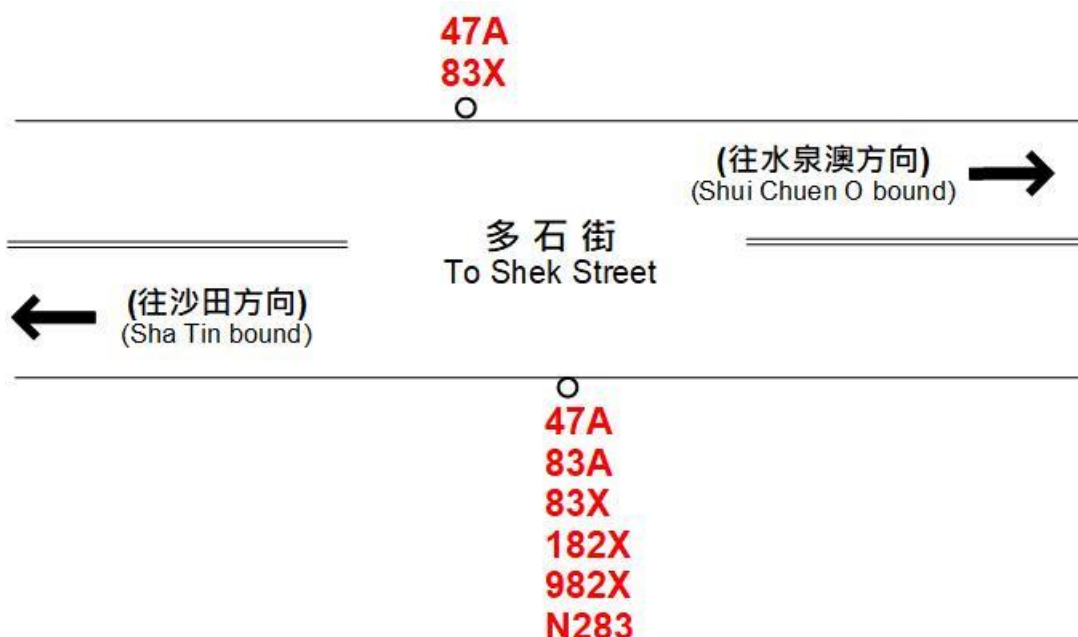 47A
83X
(往水泉澳方向)
(Shui Chuen O bound)
多石街
To Shek Street
(往沙田方向)
(Sha Tin bound)
47A
83A
83X
182X
982X
N283